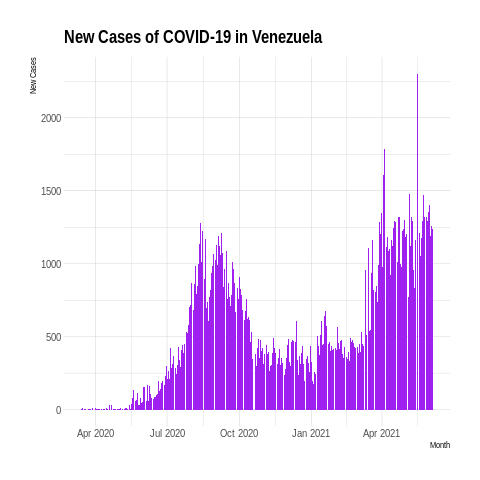 New Cases of COVID-19 in Venezuela
New Cases
2000
1500
1000
500
0
Apr 2020 Jul 2020 Oct 2020 Jan 2021 Apr 2021
Month